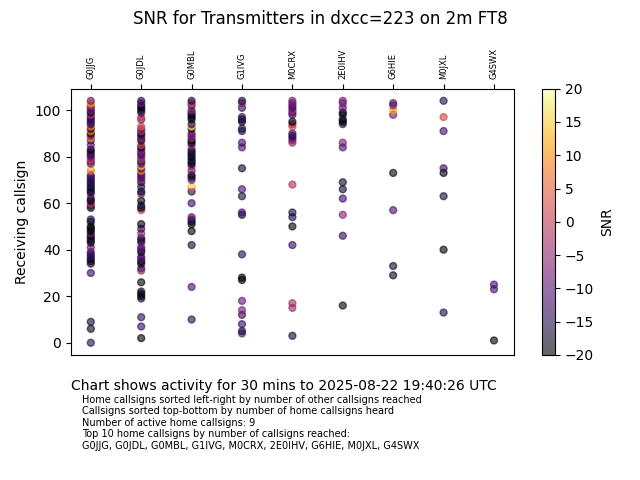 SNR for Transmitters in dxcc=223 on 2m FT8
G0JJG G0JDL G0MBL G1IVG M0CRX 2E0IHV G6HIE M0JXL G4SWX
Receiving callsign
100
80
60
40
20
0
20
15
10
5
0
−5
−10
−15
−20
SNR
Chart shows activity for 30 mins to 2025-08-22 19:40:26 UTC
Home callsigns sorted left-right by number of other callsigns reached
Callsigns sorted top-bottom by number of home callsigns heard
Number of active home callsigns: 9
Top 10 home callsigns by number of callsigns reached:
G0JJG, G0JDL, G0MBL, G1IVG, M0CRX, 2E0IHV, G6HIE, M0JXL, G4SWX